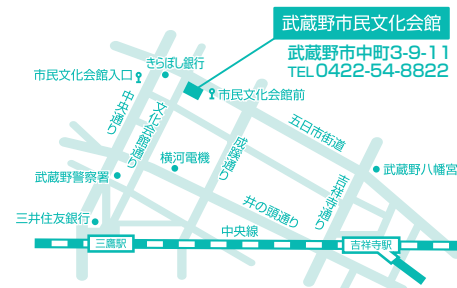 武蔵野市民文化会館
武蔵野市中町3-9-11
TEL 0422-54-8822
きらぼし銀行
市民文化会館入口
市民文化会館前
中央通り
文化会館通り
成蹊通り
五日市街道
横河電機
武蔵野八幡宮
武蔵野警察署
吉祥寺通り
井の頭通り
三井住友銀行
中央線
三鷹駅
吉祥寺駅